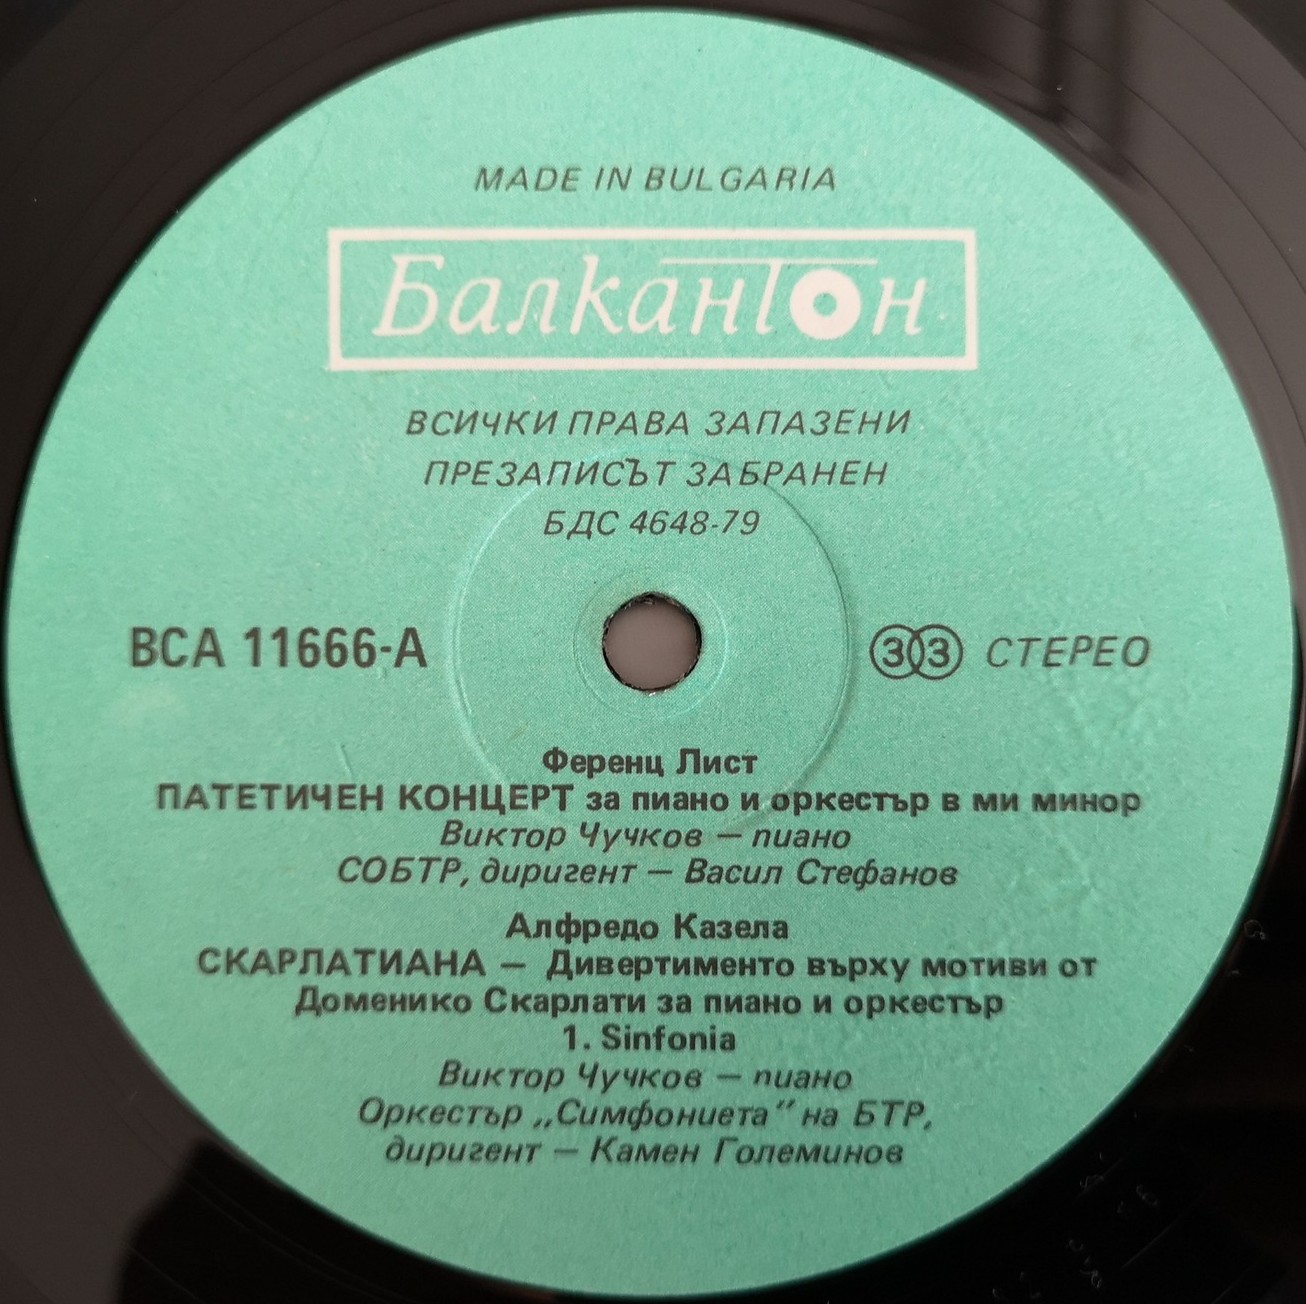 MADE IN BULGARIA
Балкантон
ВСИЧКИ ПРАВА ЗАПАЗЕНИ
ПРЕЗАПИСЪТ ЗАБРАНЕН
БДС 4648-79
ВСА 11666-А
33 СТЕРЕО
Ференц Лист
ПАТЕТИЧЕН КОНЦЕРТ за пиано и оркестър в ми минор
Виктор Чучков — пиано
СОБТР, диригент — Васил Стефанов
Алфредо Казела
СКАРЛАТИАНА — Дивертименто върху мотиви от
Доменико Скарлати за пиано и оркестър
1. Sinfonia
Виктор Чучков — пиано
Оркестър „Симфониета” на БТР,
диригент — Камен Големинов